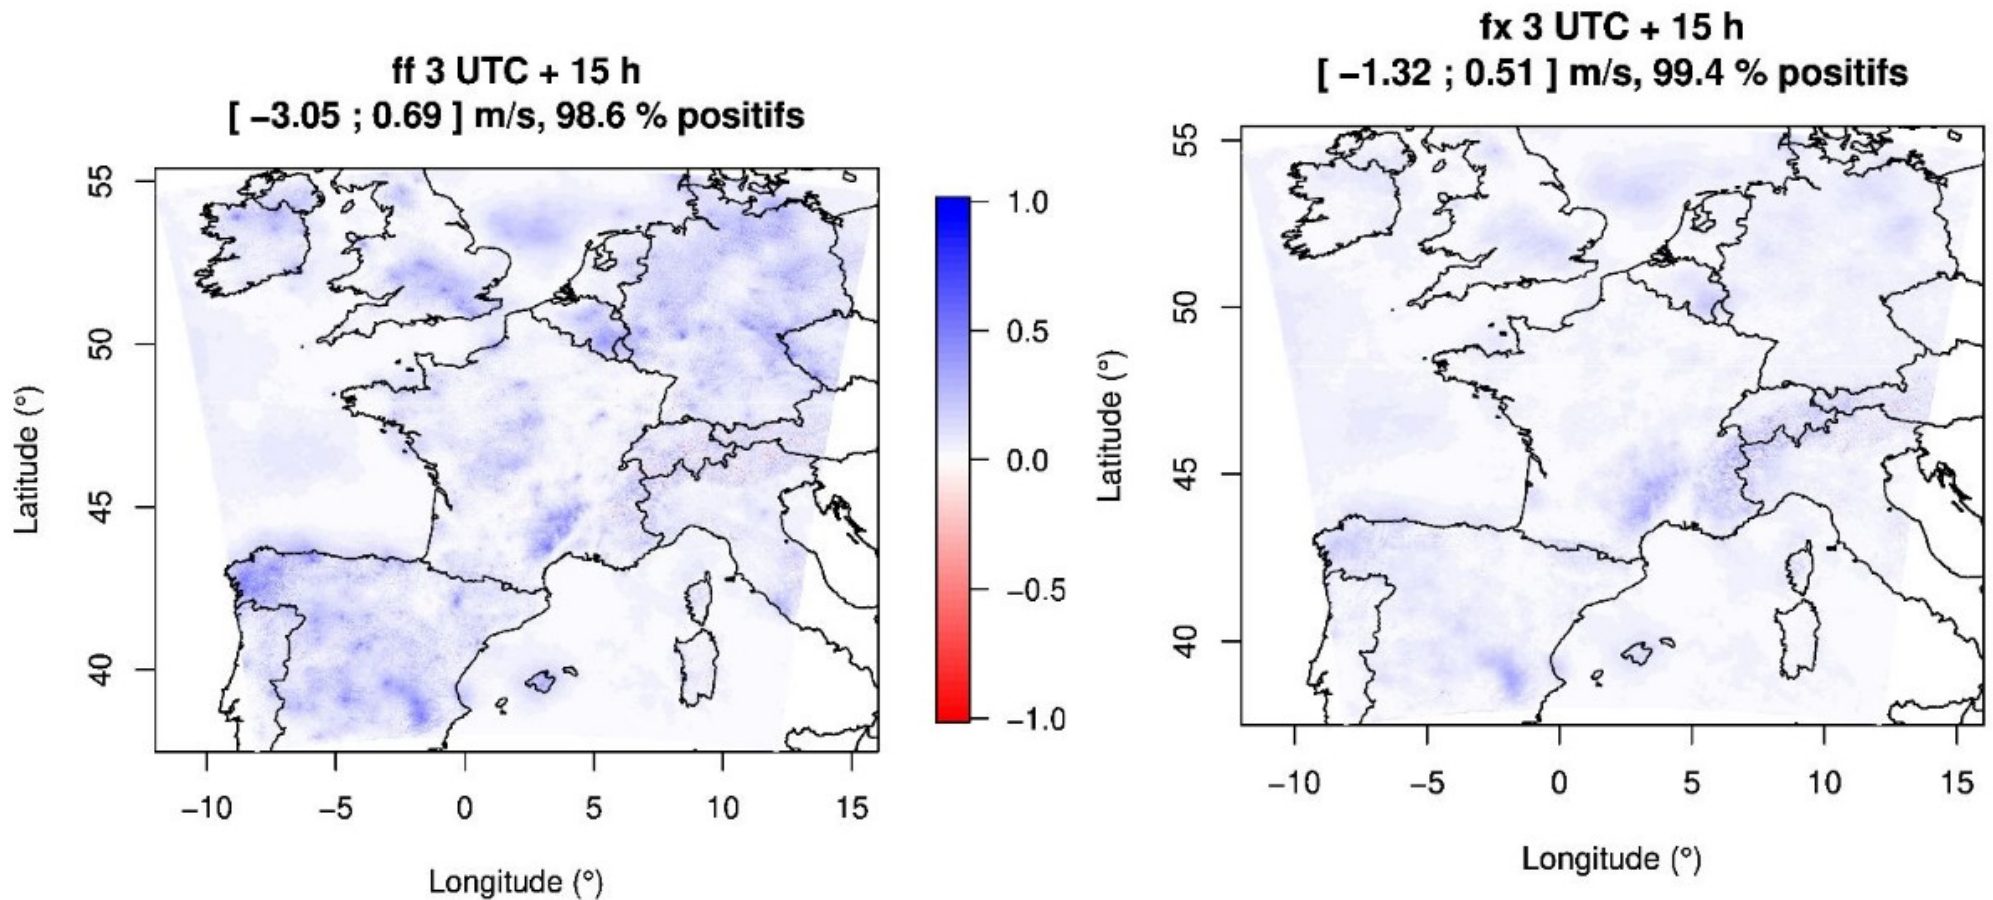 ff 3 UTC + 15 h
[ −3.05 ; 0.69 ] m/s, 98.6 % positifs
Latitude (°)
55
50
45
40
−10 −5 0 5 10 15
Longitude (°)
1.0
0.5
0.0
−0.5
−1.0
fx 3 UTC + 15 h
[ −1.32 ; 0.51 ] m/s, 99.4 % positifs
Latitude (°)
55
50
45
40
−10 −5 0 5 10 15
Longitude (°)